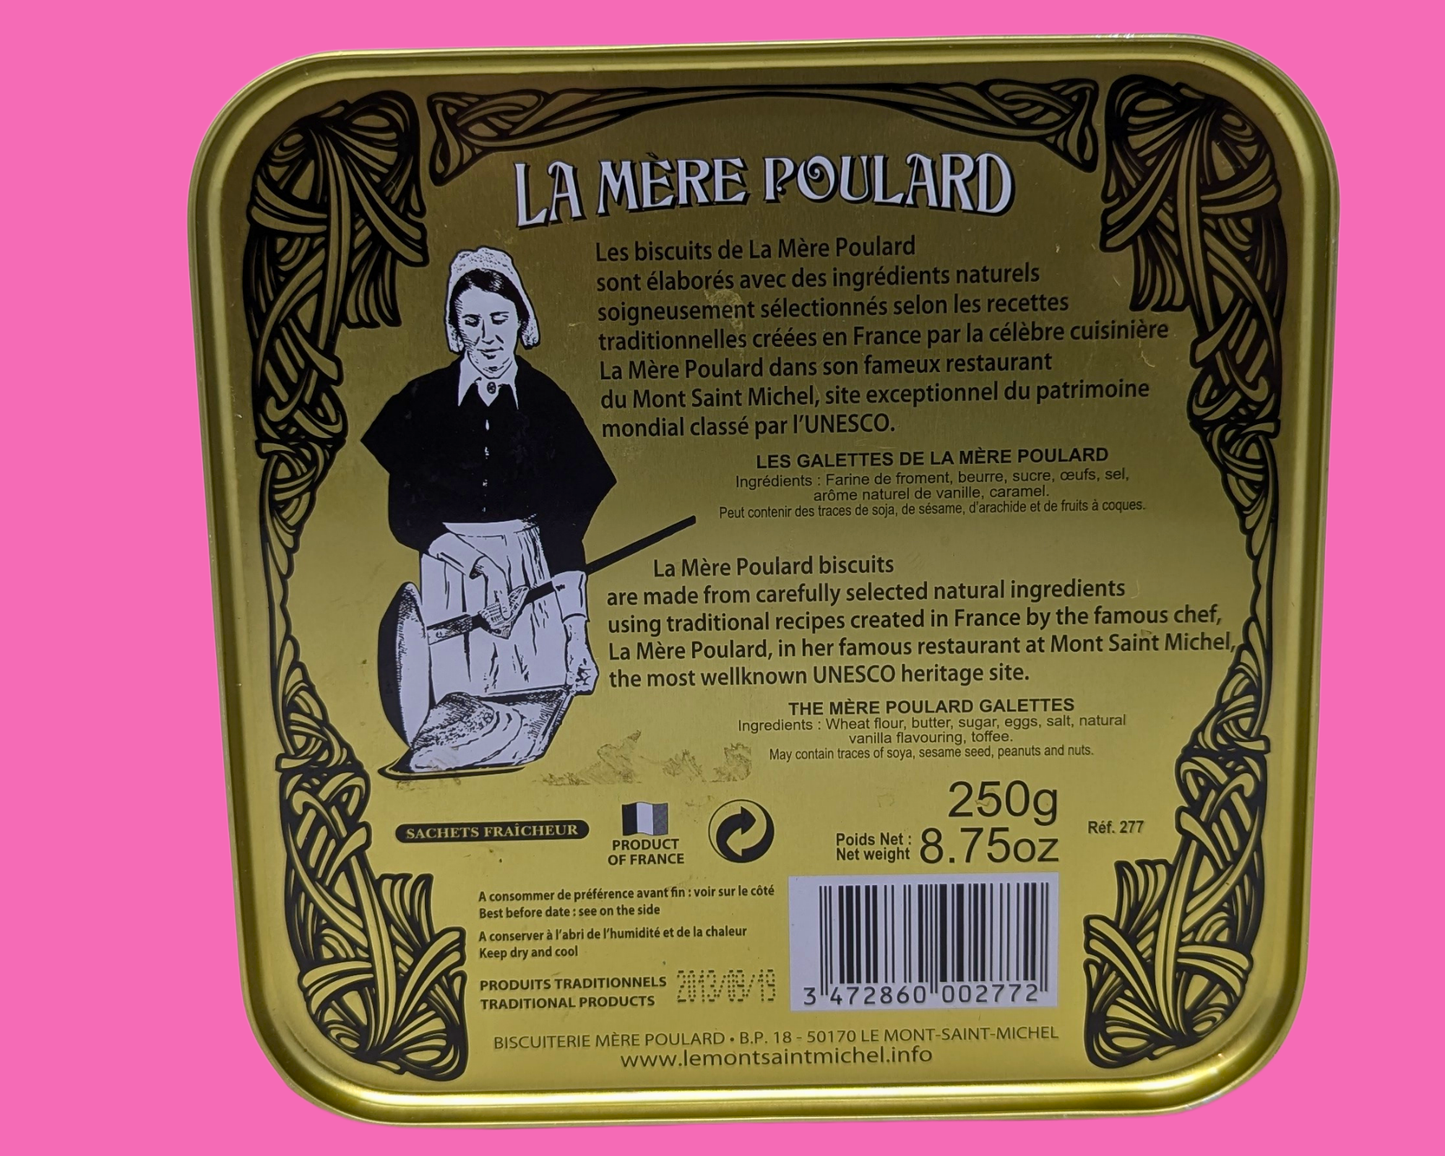 LA MÈRE POULARD
Les biscuits de La Mère Poulard
sont élaborés avec des ingrédients naturels
soigneusement sélectionnés selon les recettes
traditionnelles créées en France par la célèbre cuisinière
La Mère Poulard dans son fameux restaurant
du Mont Saint Michel, site exceptionnel du patrimoine
mondial classé par l'UNESCO.
LES GALETTES DE LA MÈRE POULARD
Ingrédients : Farine de froment, beurre, sucre, œufs, sel,
arôme naturel de vanille, caramel.
Peut contenir des traces de soja, de sésame, d'arachide et de fruits à coques.
La Mère Poulard biscuits
are made from carefully selected natural ingredients
using traditional recipes created in France by the famous chef,
La Mère Poulard, in her famous restaurant at Mont Saint Michel,
the most wellknown UNESCO heritage site.
THE MÈRE POULARD GALETTES
Ingredients : Wheat flour, butter, sugar, eggs, salt, natural
vanilla flavouring, toffee.
May contain traces of soya, sesame seed, peanuts and nuts.
SACHETS FRAÎCHEUR
PRODUCT
OF FRANCE
250g
Poids Net :
Net weight
8.75oz
Réf. 277
A consommer de préférence avant fin : voir sur le côté
Best before date : see on the side
A conserver à l'abri de l'humidité et de la chaleur
Keep dry and cool
PRODUITS TRADITIONNELS
TRADITIONAL PRODUCTS
2013/09/19
3 472860 002772
BISCUITERIE MÈRE POULARD • B.P. 18 - 50170 LE MONT-SAINT-MICHEL
www.lemontsaintmichel.info